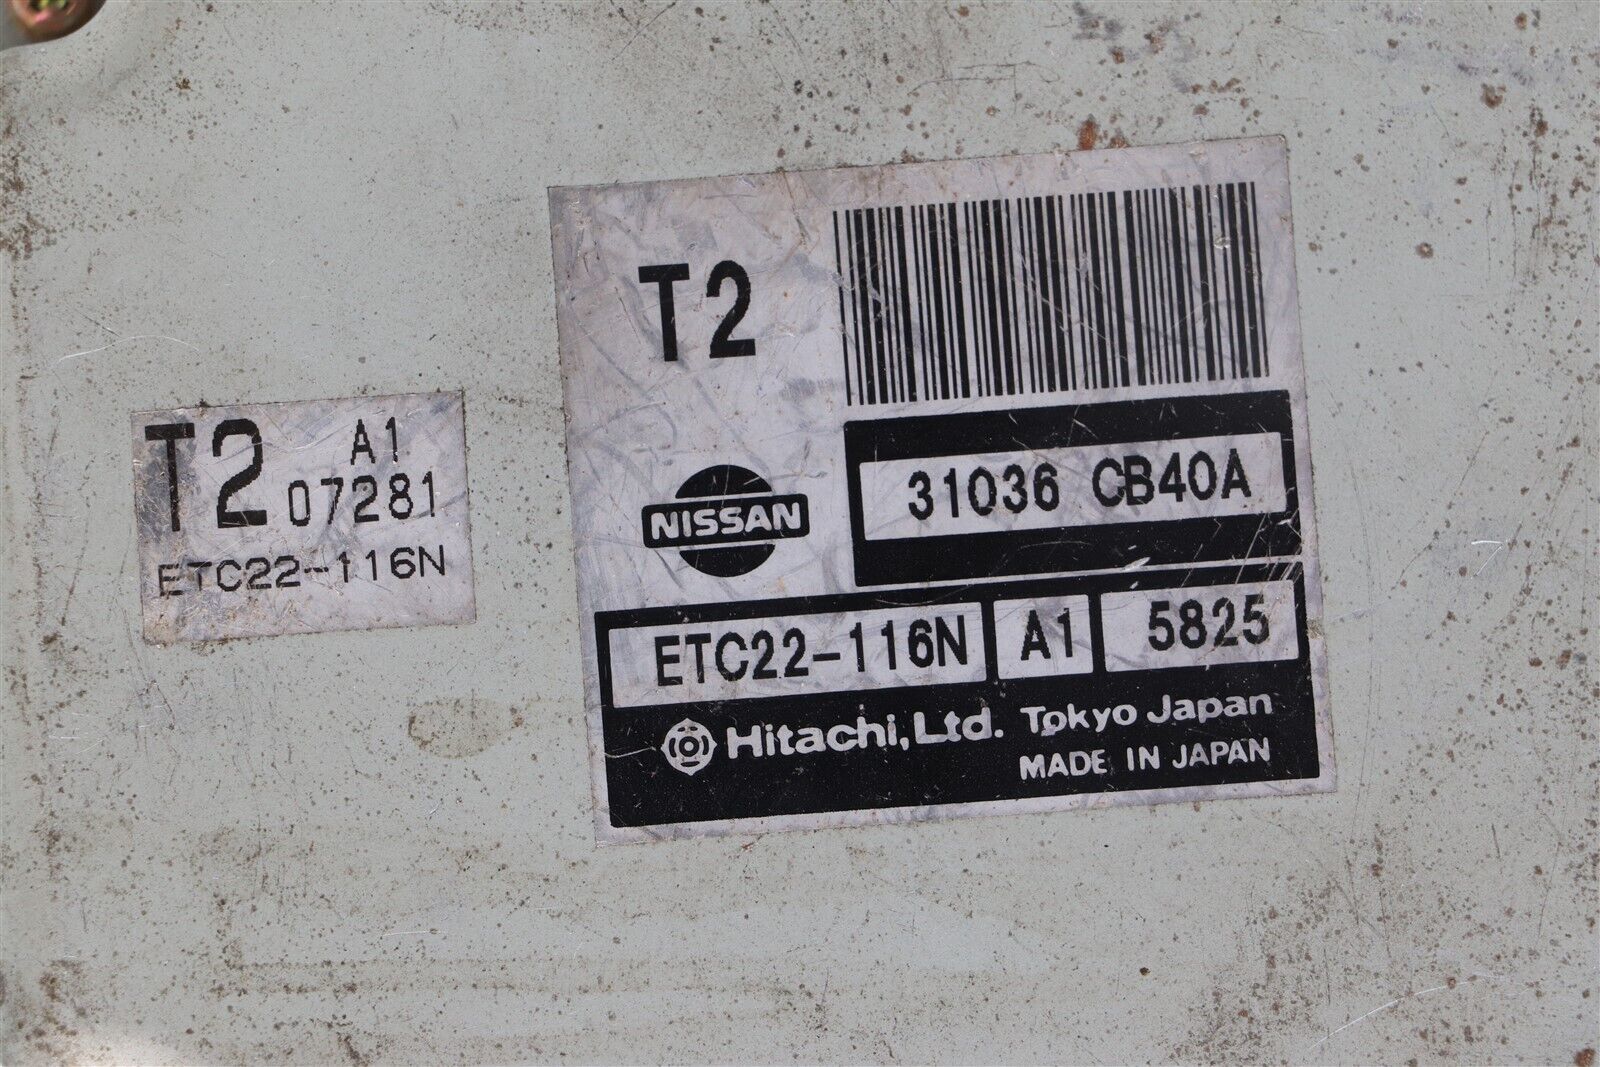 T2 A1
07281
ETC22-116N
T2
31036 CB40A
NISSAN
ETC22-116N A1 5825
Hitachi, Ltd. Tokyo Japan
MADE IN JAPAN